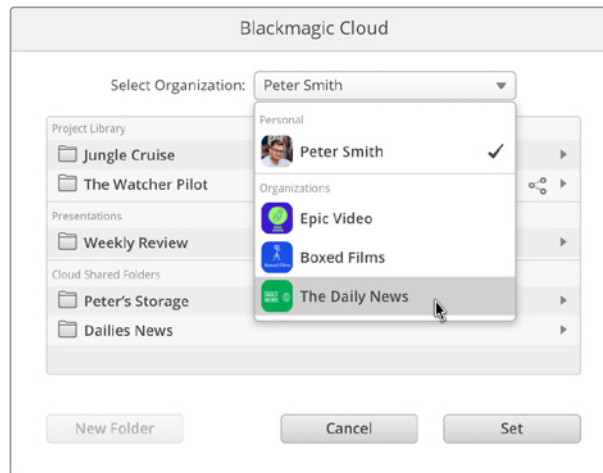 Blackmagic Cloud
Select Organization: Peter Smith
Personal
Project Library
Peter Smith
Jungle Cruise
The Watcher Pilot
Organizations
Epic Video
Presentations
Weekly Review
Boxed Films
Cloud Shared Folders
Peter's Storage
DAILY
NEWS
The Daily News
Dailies News
New Folder Cancel Set